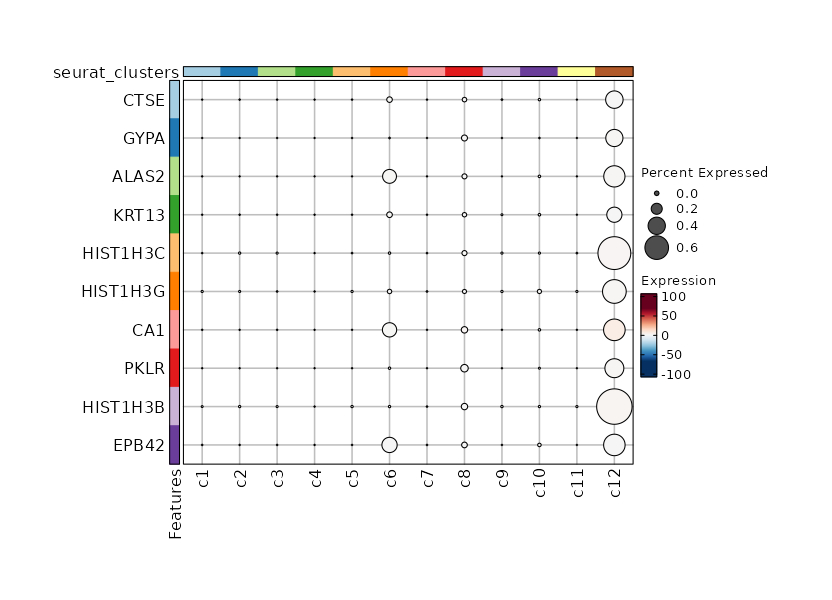 seurat_clusters
CTSE
GYPA
ALAS2
KRT13
HIST1H3C
HIST1H3G
CA1
PKLR
HIST1H3B
EPB42
Features
c1
c2
c3
c4
c5
c6
c7
c8
c9
c10
c11
c12
Percent Expressed
0.0
0.2
0.4
0.6
Expression
100
50
0
-50
-100